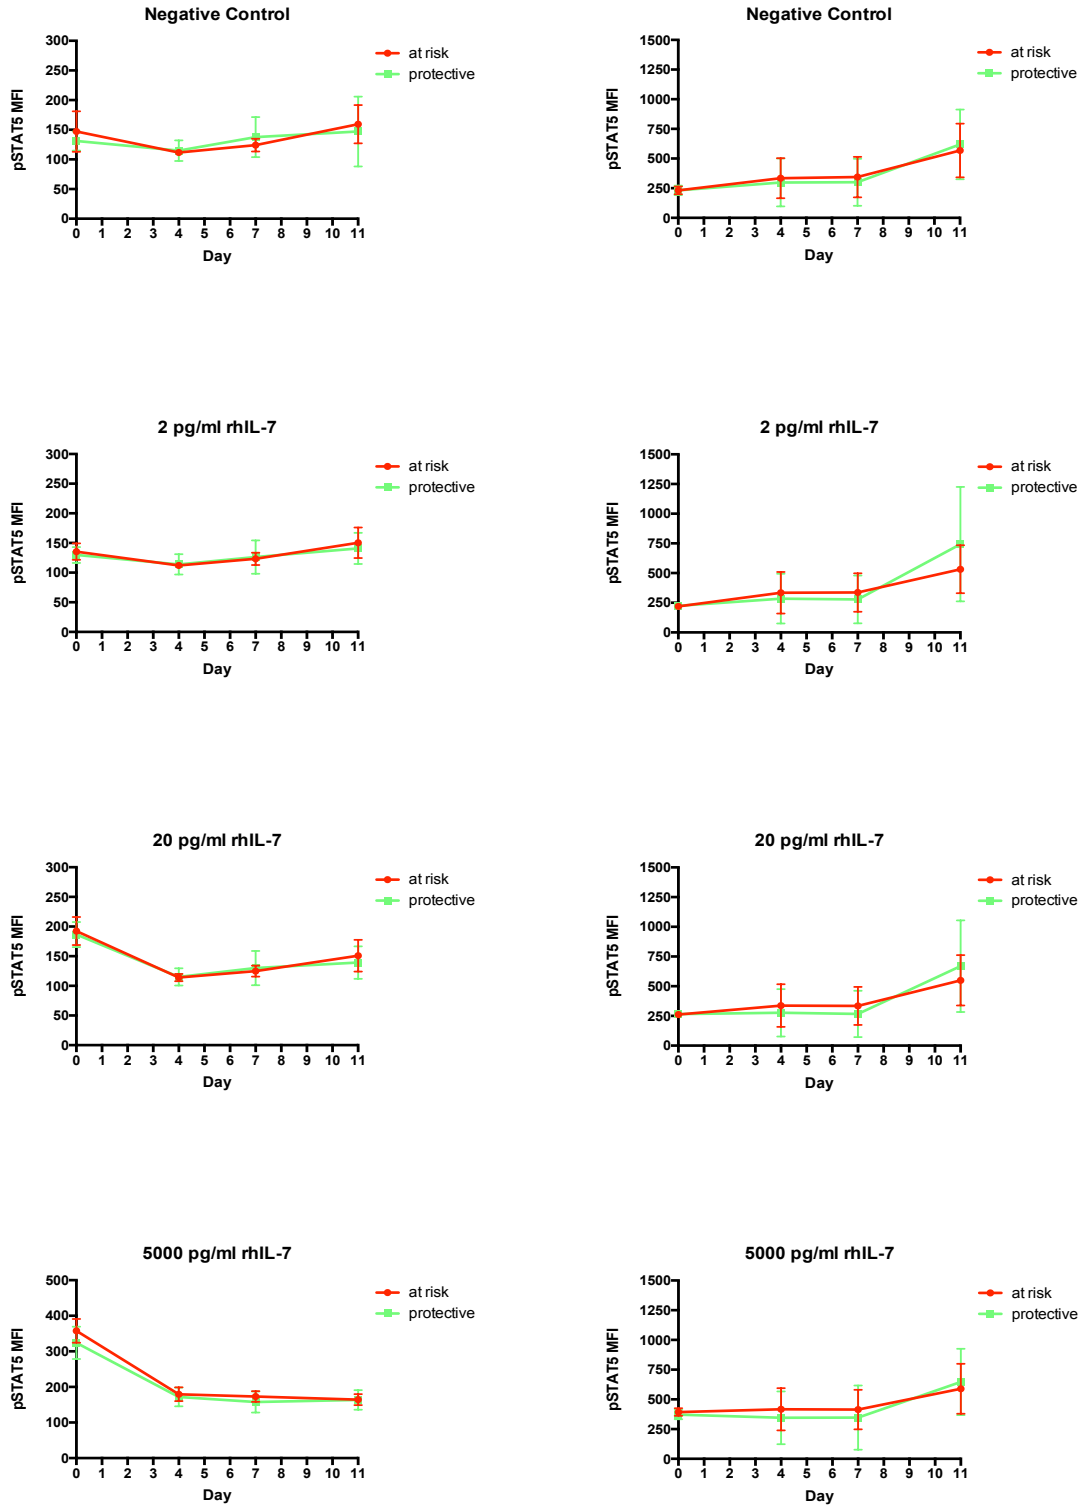 Negative Control
300
250
200
150
100
50
0
pSTAT5 MFI
0 1 2 3 4 5 6 7 8 9 10 11
Day
at risk
protective
Negative Control
1500
1250
1000
750
500
250
0
pSTAT5 MFI
0 1 2 3 4 5 6 7 8 9 10 11
Day
at risk
protective
2 pg/ml rhIL-7
300
250
200
150
100
50
0
pSTAT5 MFI
0 1 2 3 4 5 6 7 8 9 10 11
Day
at risk
protective
2 pg/ml rhIL-7
1500
1250
1000
750
500
250
0
pSTAT5 MFI
0 1 2 3 4 5 6 7 8 9 10 11
Day
at risk
protective
20 pg/ml rhIL-7
300
250
200
150
100
50
0
pSTAT5 MFI
0 1 2 3 4 5 6 7 8 9 10 11
Day
at risk
protective
20 pg/ml rhIL-7
1500
1250
1000
750
500
250
0
pSTAT5 MFI
0 1 2 3 4 5 6 7 8 9 10 11
Day
at risk
protective
5000 pg/ml rhIL-7
500
400
300
200
100
0
pSTAT5 MFI
0 1 2 3 4 5 6 7 8 9 10 11
Day
at risk
protective
5000 pg/ml rhIL-7
1500
1250
1000
750
500
250
0
pSTAT5 MFI
0 1 2 3 4 5 6 7 8 9 10 11
Day
at risk
protective